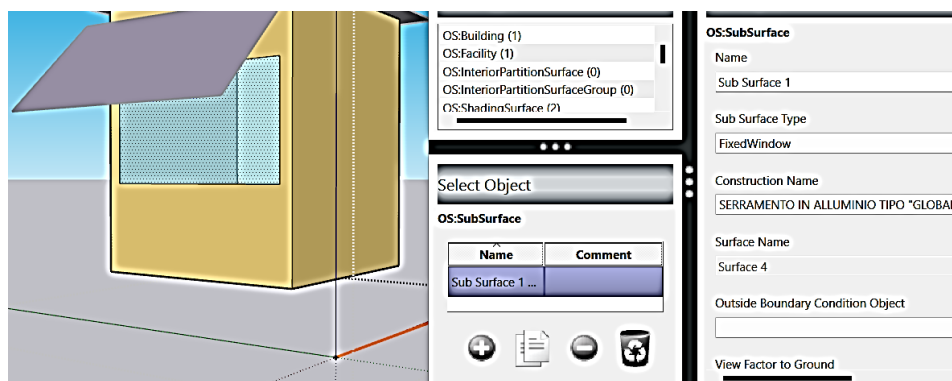 OS:Building (1)
OS:Facility (1)
OS:InteriorPartitionSurface (0)
OS:InteriorPartitionSurfaceGroup (0)
OS:ShadingSurface (2)
Select Object
OS:SubSurface
Name Comment
Sub Surface 1 ...
OS:SubSurface
Name
Sub Surface 1
Sub Surface Type
FixedWindow
Construction Name
SERRAMENTO IN ALLUMINIO TIPO "GLOBAL
Surface Name
Surface 4
Outside Boundary Condition Object
View Factor to Ground